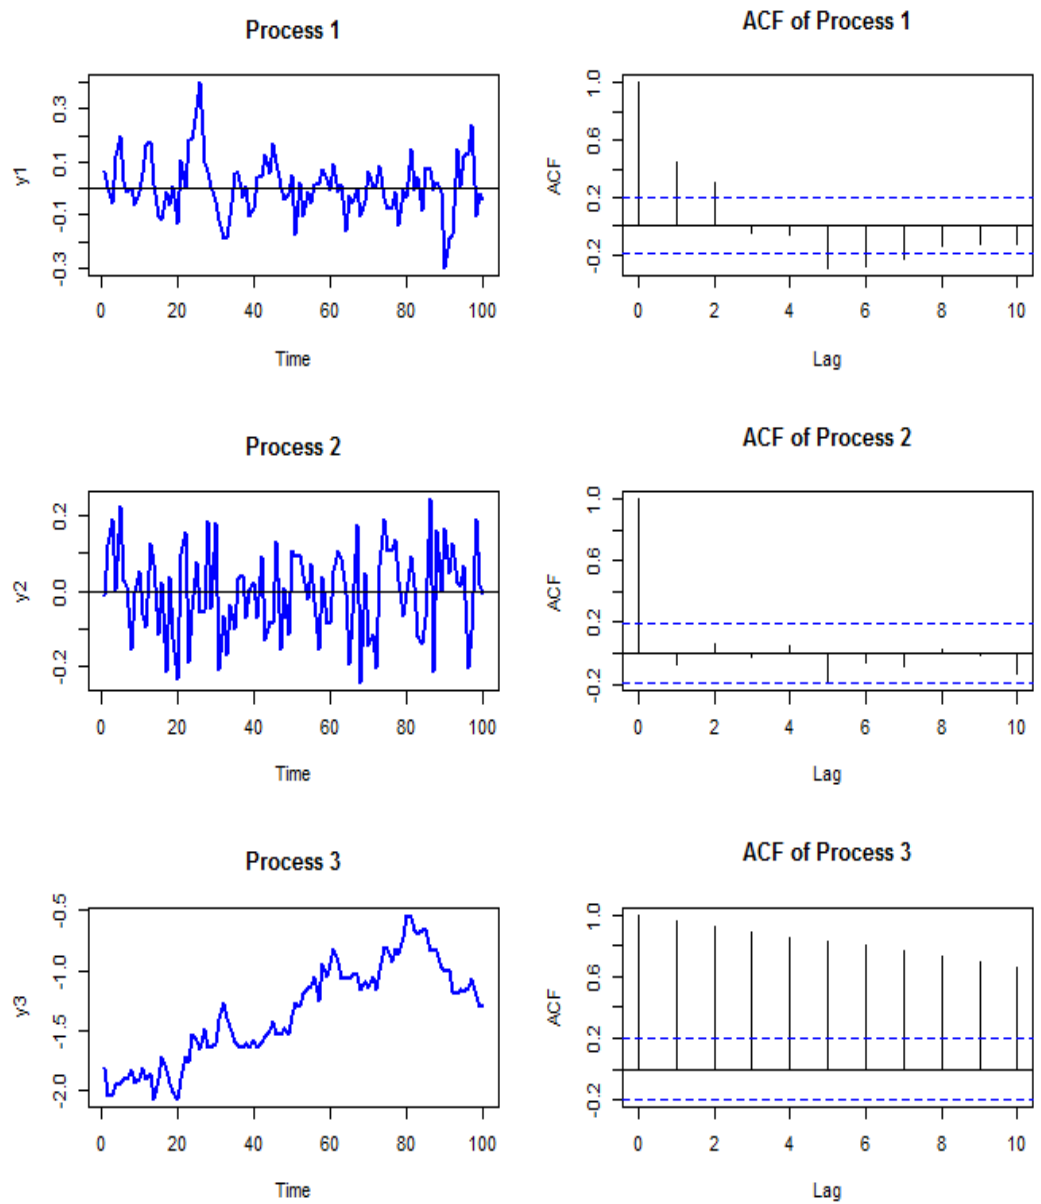 Process 1
y1
-0.3 -0.1 0.1 0.3
0 20 40 60 80 100
Time
ACF of Process 1
ACF
-0.2 0.2 0.6 1.0
0 2 4 6 8 10
Lag
Process 2
y2
-0.2 0.0 0.2
0 20 40 60 80 100
Time
ACF of Process 2
ACF
-0.2 0.2 0.6 1.0
0 2 4 6 8 10
Lag
Process 3
y3
-2.0 -1.5 -1.0 -0.5
0 20 40 60 80 100
Time
ACF of Process 3
ACF
-0.2 0.2 0.6 1.0
0 2 4 6 8 10
Lag